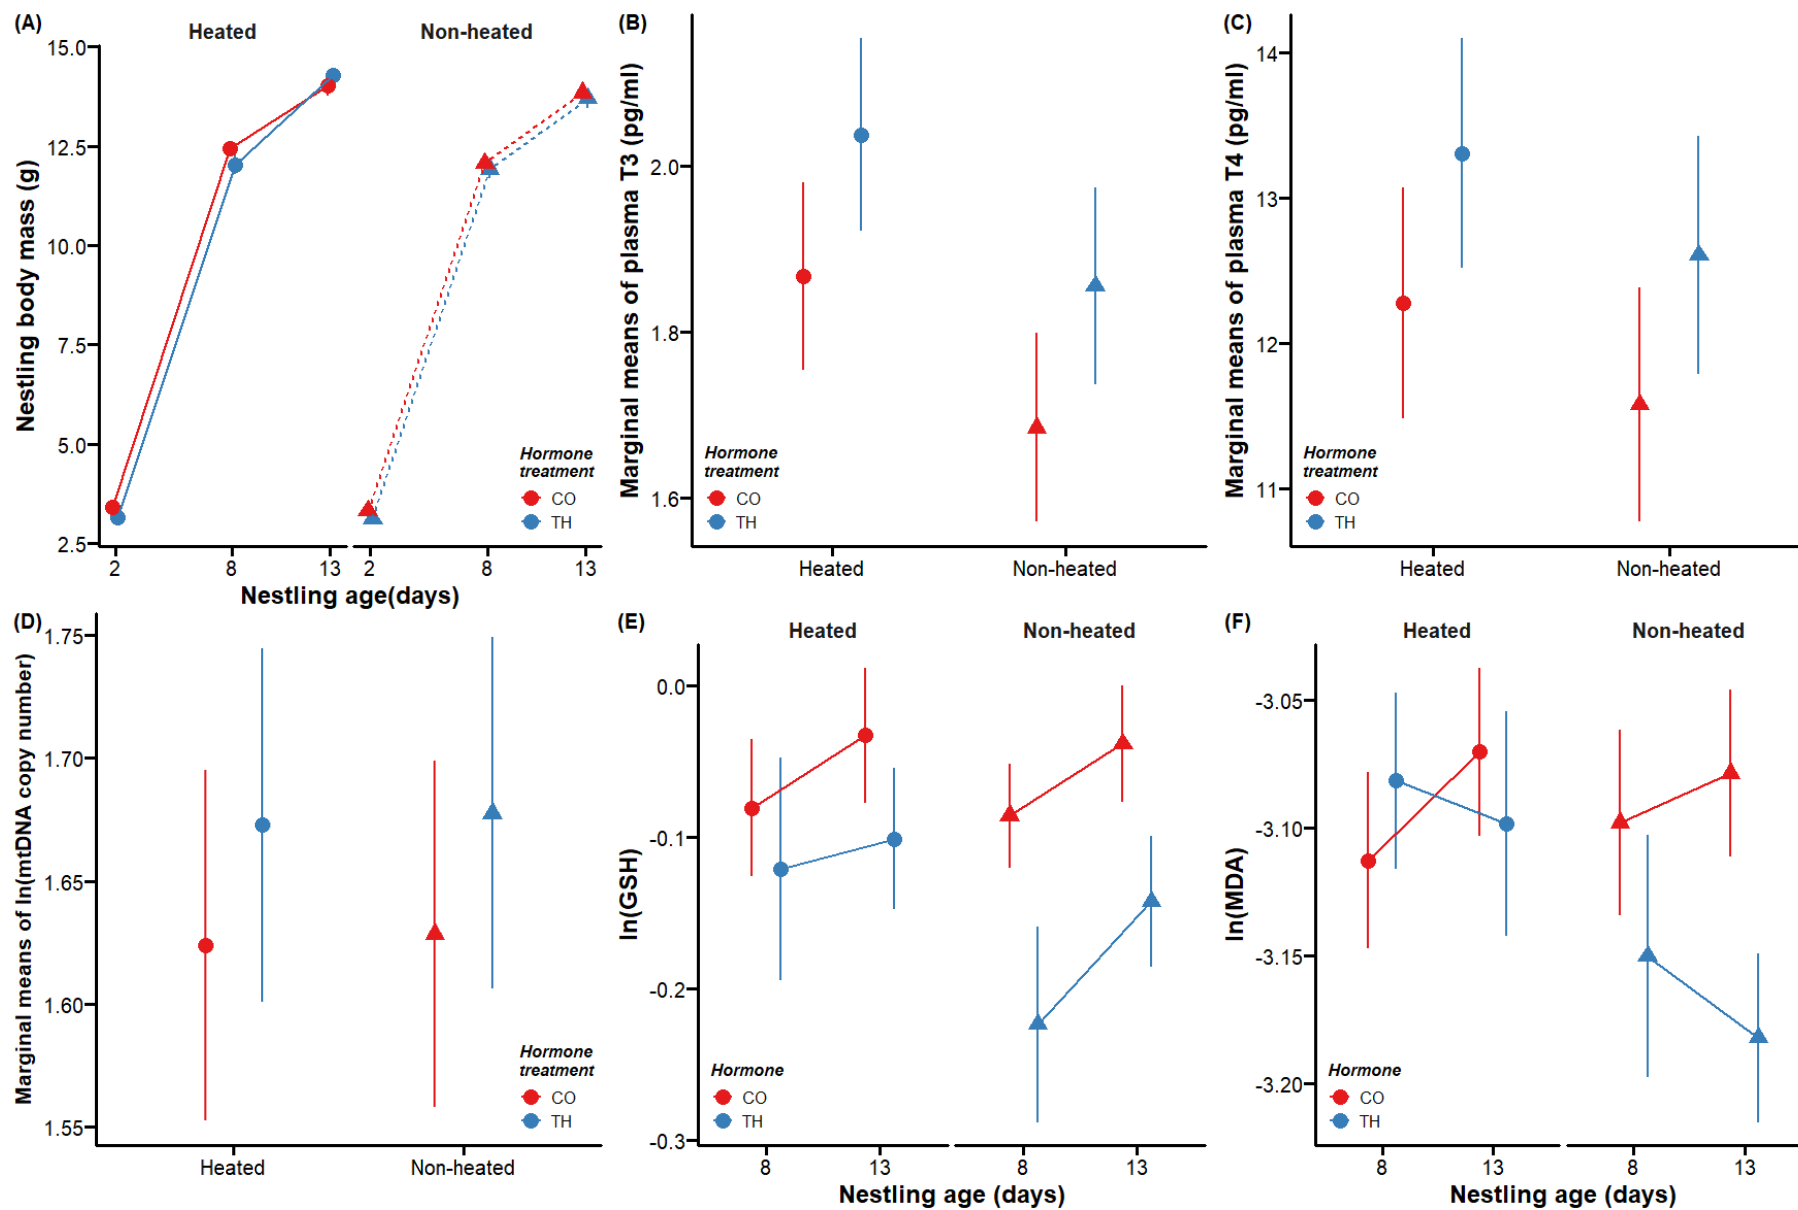 (A)
Heated
Non-heated
Nestling body mass (g)
15.0
12.5
10.0
7.5
5.0
2.5
Hormone
treatment
CO
TH
2
8
13
2
8
13
Nestling age(days)
(B)
Marginal means of plasma T3 (pg/ml)
2.0
1.8
1.6
Hormone
treatment
CO
TH
Heated
Non-heated
(C)
Marginal means of plasma T4 (pg/ml)
14
13
12
11
Hormone
treatment
CO
TH
Heated
Non-heated
(D)
Marginal means of ln(mtDNA copy number)
1.75
1.70
1.65
1.60
1.55
Hormone
treatment
CO
TH
Heated
Non-heated
(E)
Heated
Non-heated
ln(GSH)
0.0
-0.1
-0.2
-0.3
Hormone
CO
TH
8
13
8
13
Nestling age (days)
(F)
Heated
Non-heated
ln(MDA)
-3.05
-3.10
-3.15
-3.20
Hormone
CO
TH
8
13
8
13
Nestling age (days)